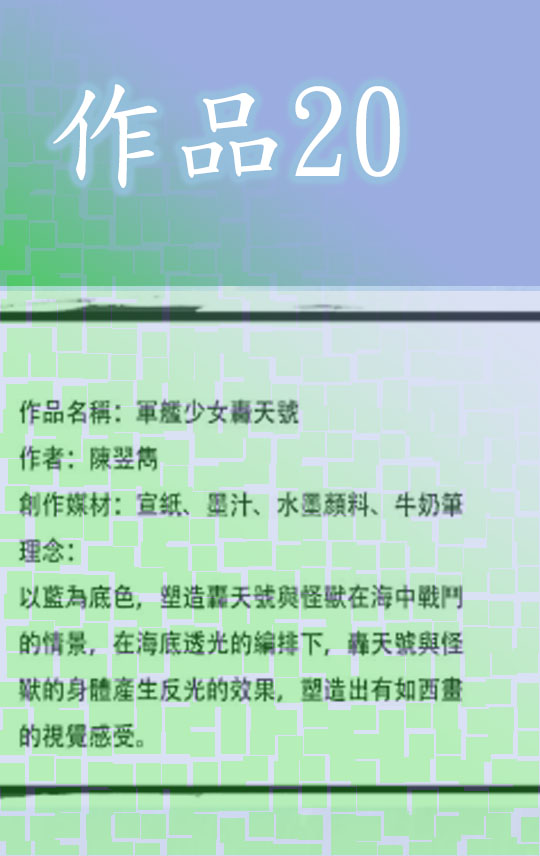 作品20
作品名稱：軍艦少女轟天號
作者：陳翌雋
創作媒材：宣紙、墨汁、水墨顏料、牛奶筆
理念：
以藍為底色，塑造轟天號與怪獸在海中戰鬥
的情景，在海底透光的編排下，轟天號與怪
獸的身體產生反光的效果，塑造出有如西畫
的視覺感受。